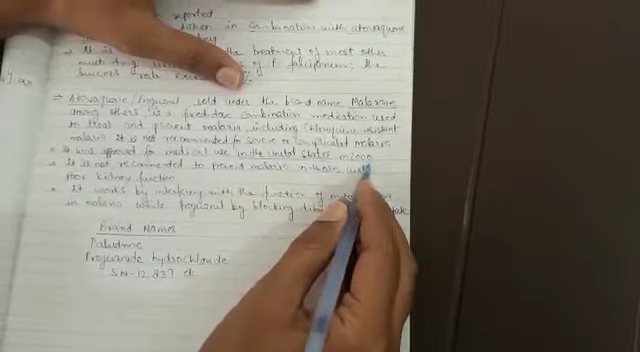 reported
taken in combination with atovaquone
=> It is the treatment of most other
multi drug of P. falciparum; the
success rate %
=> Atovaquone/Proguanil sold under the brand name Malarone
among others is a fixed-dose combination medication used
to treat and prevent malaria, including Chloroquine resistant
malaria. It is not recommended for severe or complicated malaria.
It was approved for medical use in the united states in 2000
It is not recommended to prevent malaria in those with
Poor kidney function
It works by interfering with the function of
in malaria while proguanil by blocking
Brand Names
Paludrine
Proguanide hydrochloride
SN-12,837 etc